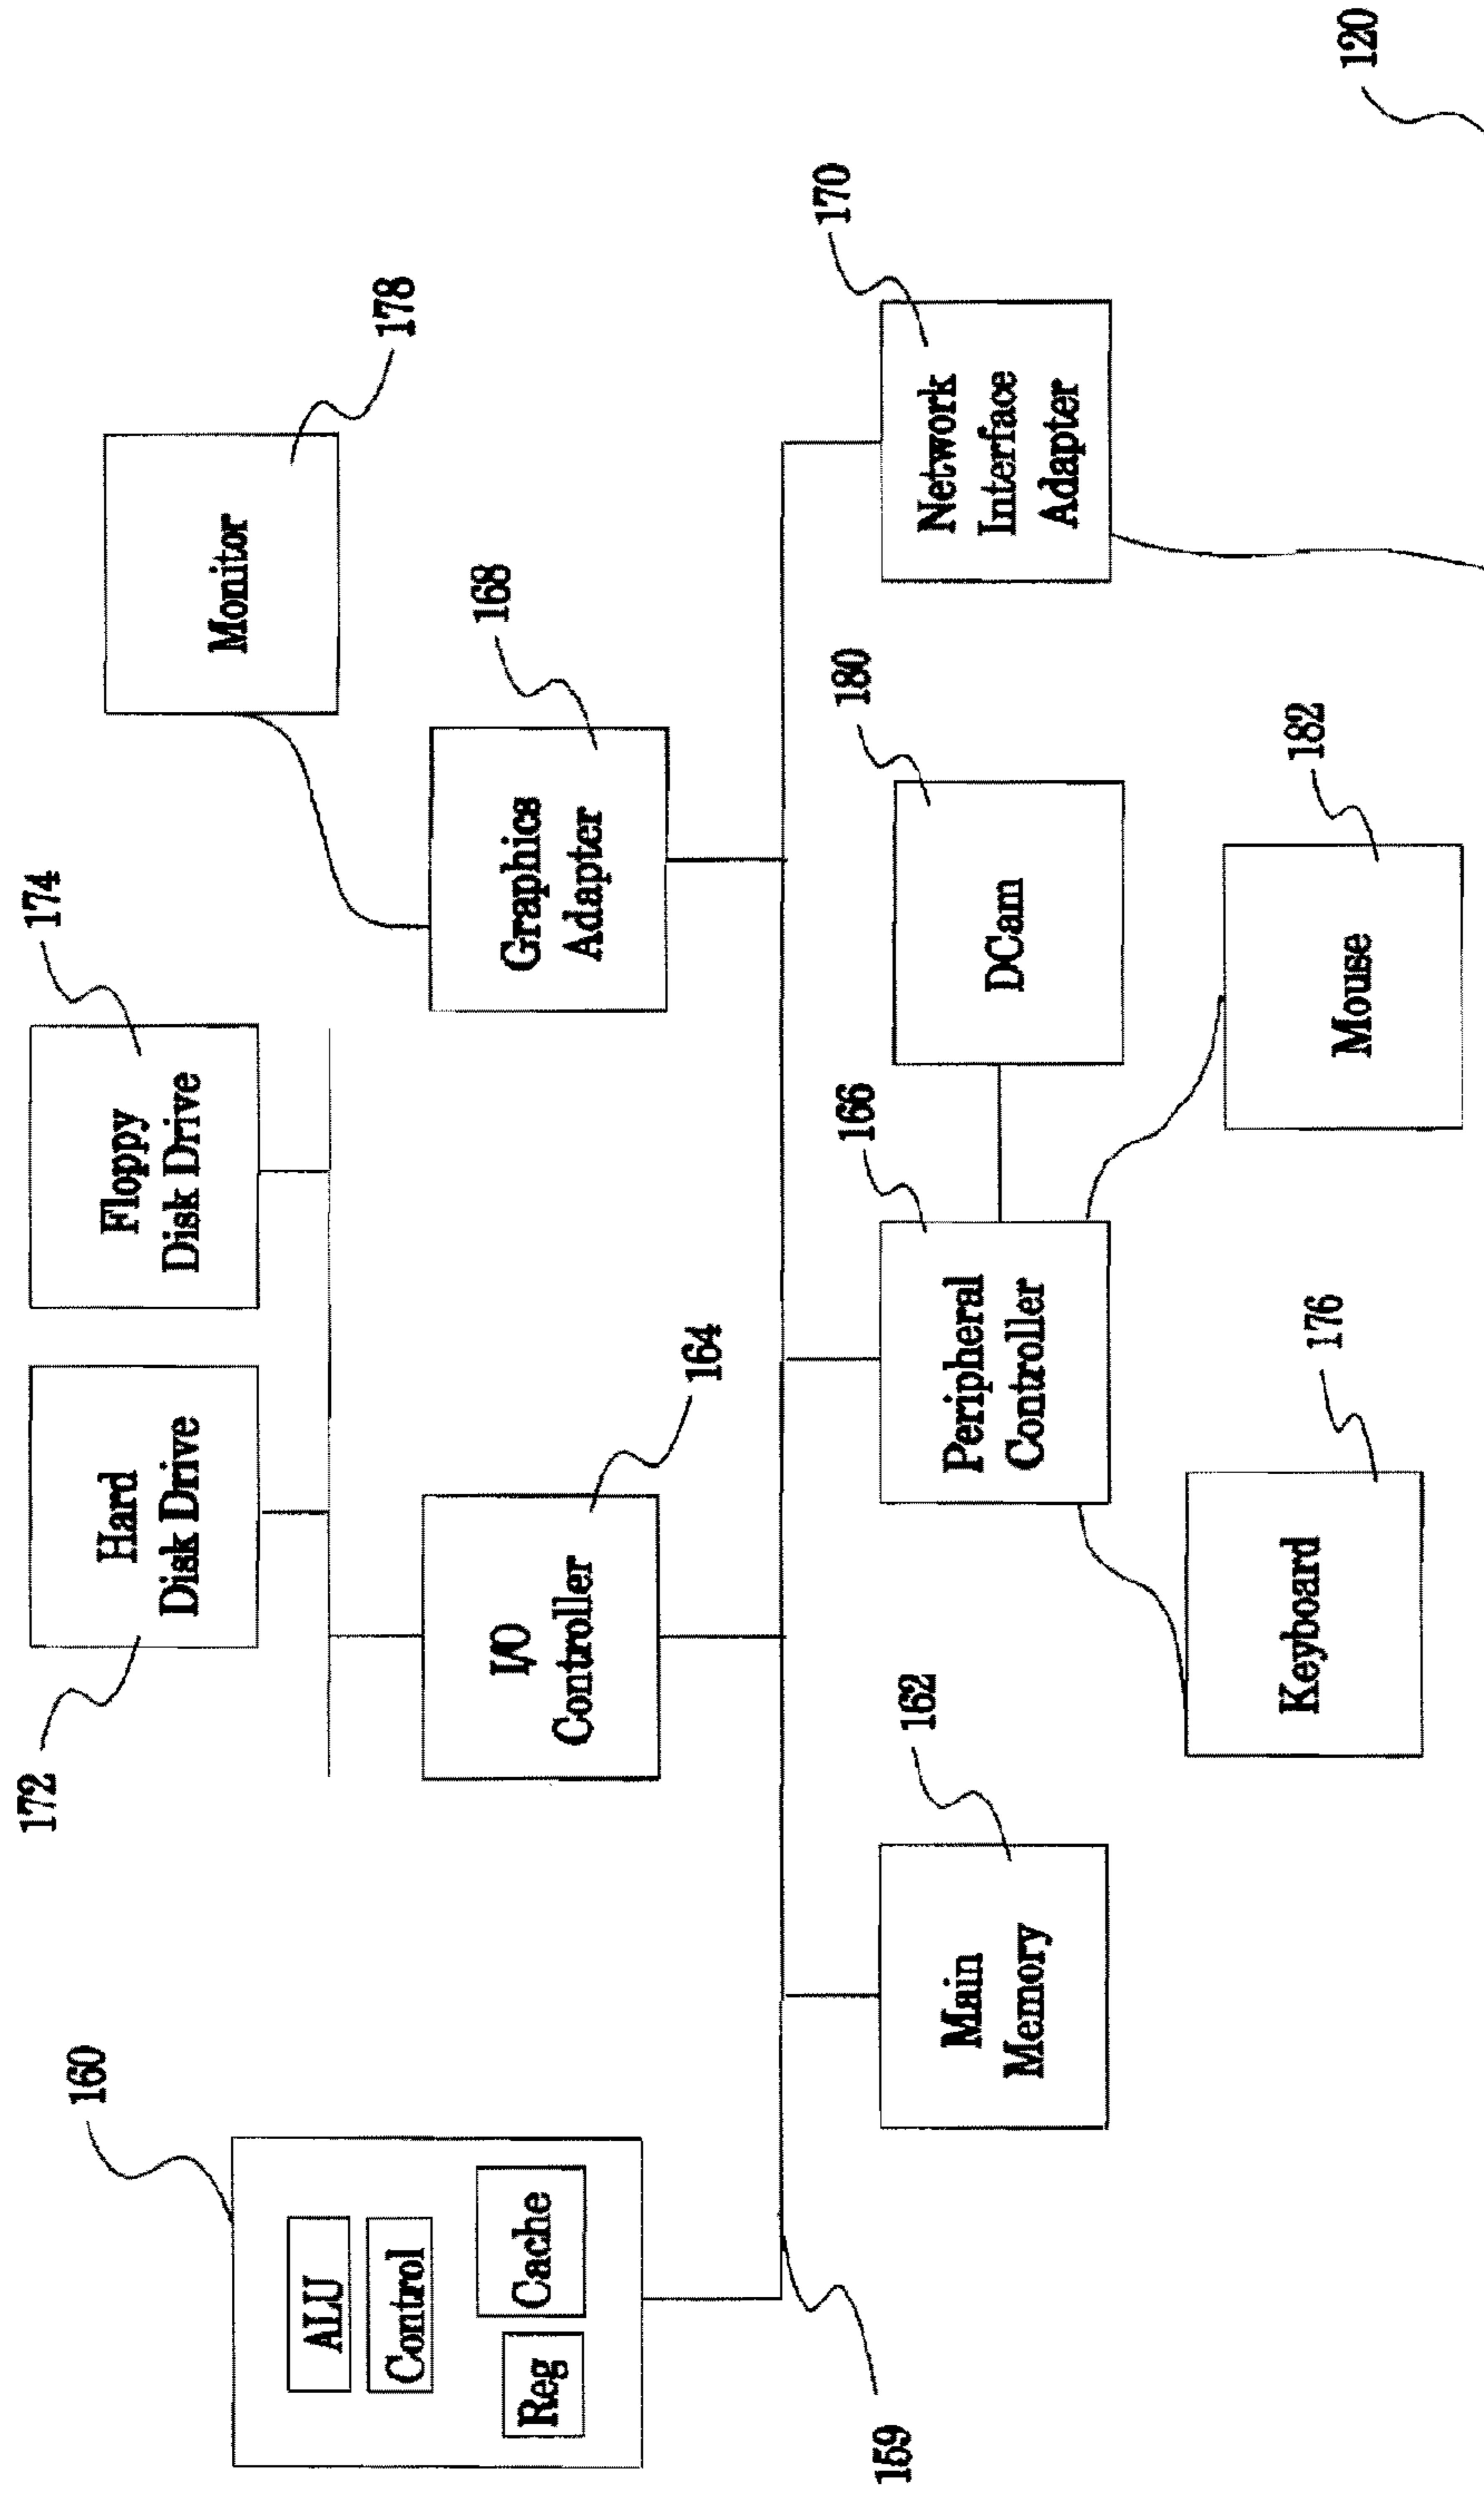 160
ALU
Control
Reg
Cache
159
172
Hard
Disk Drive
Floppy
Disk Drive
174
I/O
Controller
164
Monitor
178
Graphics
Adapter
168
Main
Memory
162
Peripheral
Controller
166
DCam
180
Network
Interface
Adapter
170
Keyboard
176
Mouse
182
120